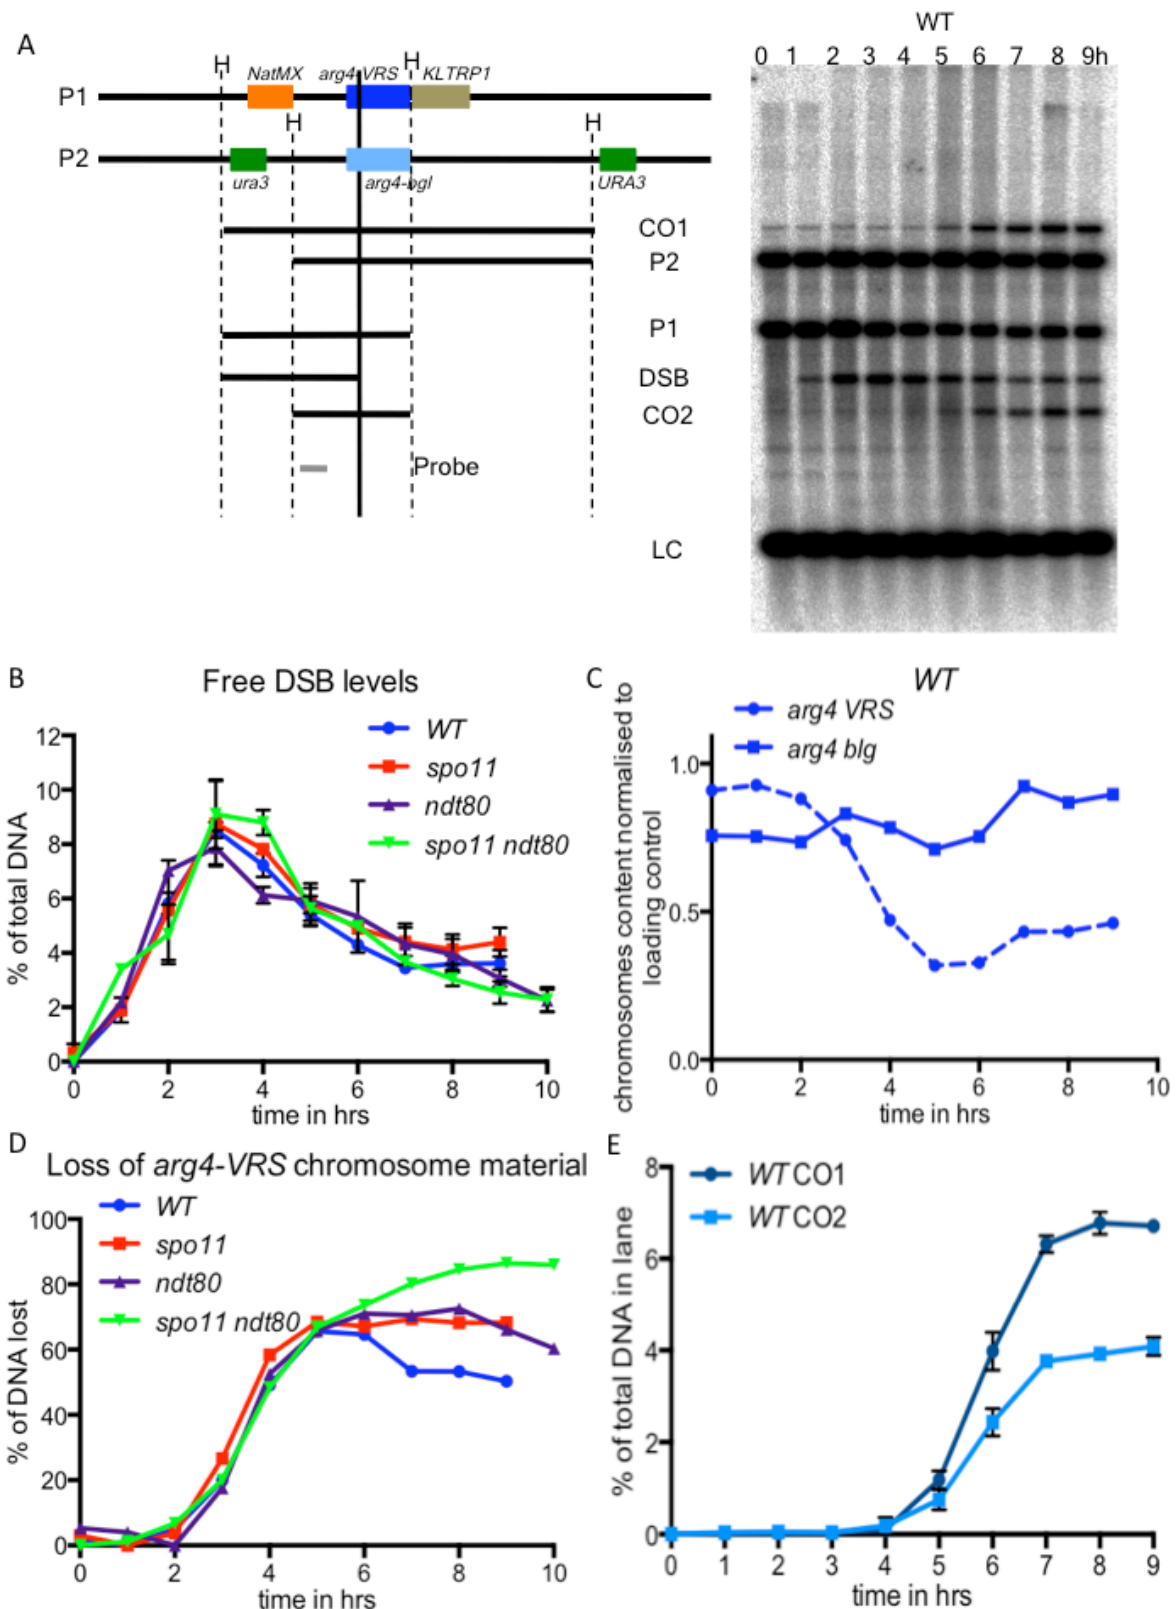 A
WT
0 1 2 3 4 5 6 7 8 9h
H
H
NatMX
arg4-VRS
KLTRP1
P1
H
H
P2
ura3
arg4-bgl
URA3
CO1
P2
P1
DSB
CO2
Probe
LC
B
Free DSB levels
WT
spo11
ndt80
spo11 ndt80
% of total DNA
12
10
8
6
4
2
0
0 2 4 6 8 10
time in hrs
C
WT
arg4 VRS
arg4 blg
chromosomes content normalised to
loading control
1.0
0.5
0.0
0 2 4 6 8 10
time in hrs
D
Loss of arg4-VRS chromosome material
WT
spo11
ndt80
spo11 ndt80
% of DNA lost
100
80
60
40
20
0
0 2 4 6 8 10
time in hrs
E
WT CO1
WT CO2
% of total DNA in lane
8
6
4
2
0
0 1 2 3 4 5 6 7 8 9
time in hrs